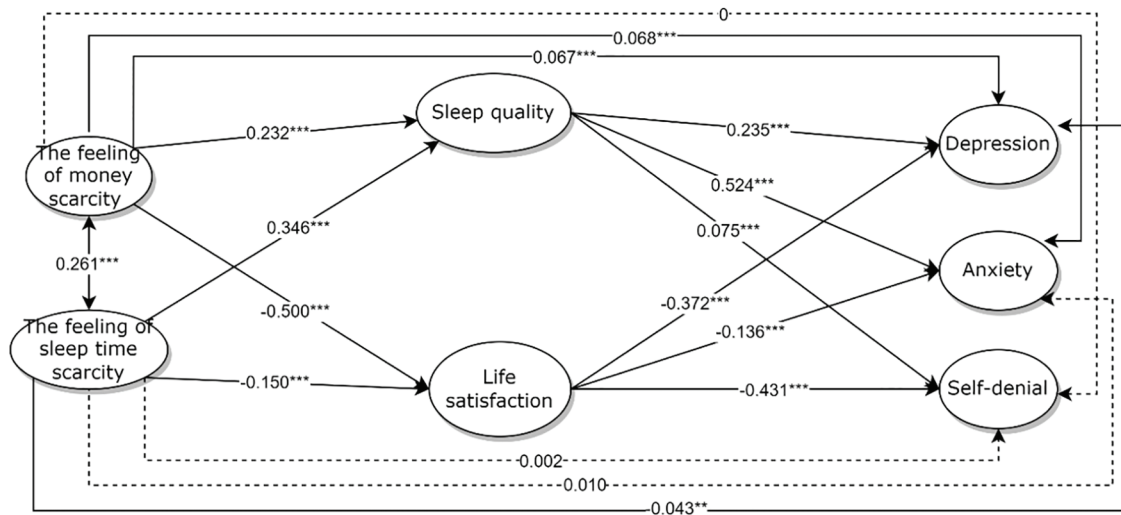 0
0.068***
0.067***
Sleep quality
0.232***
0.235***
Depression
The feeling
of money
scarcity
0.524***
0.346***
0.075***
0.261***
Anxiety
-0.500***
-0.372***
The feeling of
sleep time
scarcity
-0.136***
Life
satisfaction
-0.150***
-0.431***
Self-denial
0.002
0.010
-0.043**